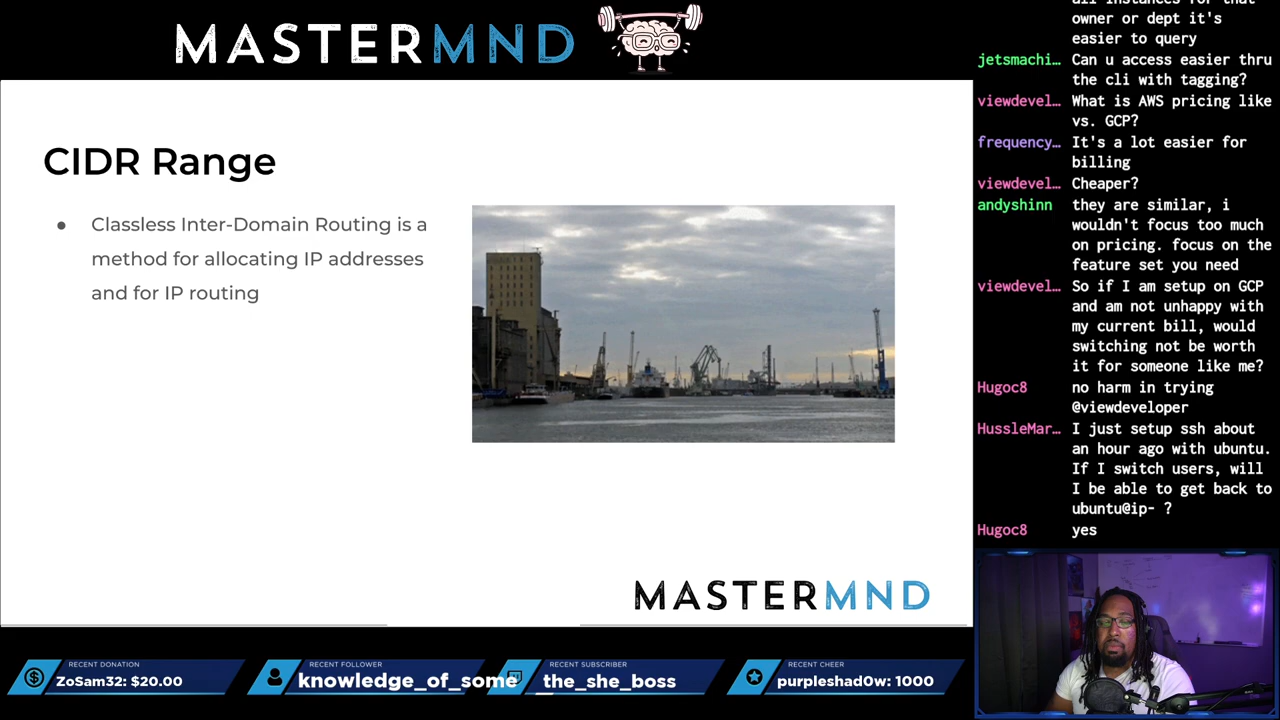 MASTERMND
CIDR Range
● Classless Inter-Domain Routing is a
method for allocating IP addresses
and for IP routing
MASTERMND
all instances for that
owner or dept it's
easier to query
jetsmachi… Can u access easier thru
the cli with tagging?
viewdevel… What is AWS pricing like
vs. GCP?
frequency… It's a lot easier for
billing
viewdevel… Cheaper?
andyshinn they are similar, i
wouldn't focus too much
on pricing. focus on the
feature set you need
viewdevel… So if I am setup on GCP
and am not unhappy with
my current bill, would
switching not be worth
it for someone like me?
Hugoc8 no harm in trying
@viewdeveloper
HussleMar… I just setup ssh about
an hour ago with ubuntu.
If I switch users, will
I be able to get back to
ubuntu@ip- ?
Hugoc8 yes
RECENT DONATION
ZoSam32: $20.00
RECENT FOLLOWER
knowledge_of_some
RECENT SUBSCRIBER
_the_she_boss
RECENT CHEER
purpleshad0w: 1000